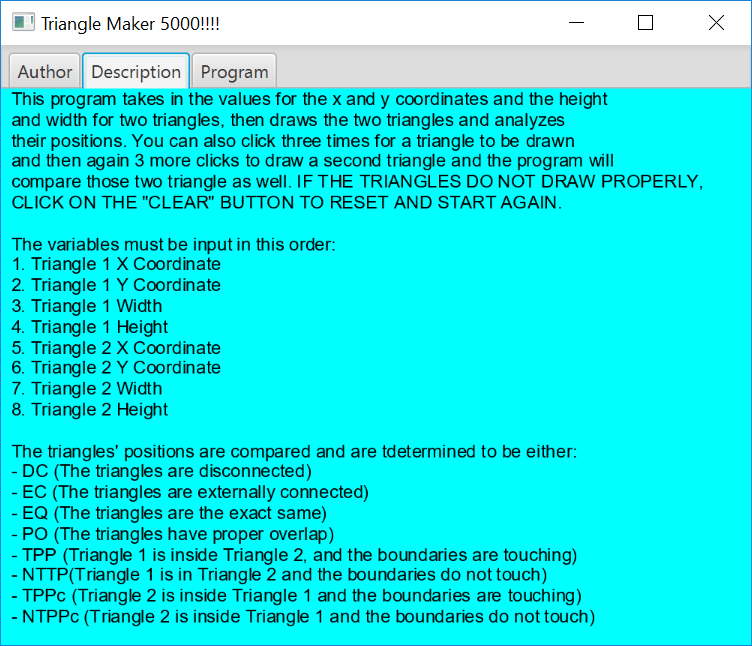 Triangle Maker 5000!!!!
Author Description Program
This program takes in the values for the x and y coordinates and the height
and width for two triangles, then draws the two triangles and analyzes
their positions. You can also click three times for a triangle to be drawn
and then again 3 more clicks to draw a second triangle and the program will
compare those two triangle as well. IF THE TRIANGLES DO NOT DRAW PROPERLY,
CLICK ON THE "CLEAR" BUTTON TO RESET AND START AGAIN.
The variables must be input in this order:
1. Triangle 1 X Coordinate
2. Triangle 1 Y Coordinate
3. Triangle 1 Width
4. Triangle 1 Height
5. Triangle 2 X Coordinate
6. Triangle 2 Y Coordinate
7. Triangle 2 Width
8. Triangle 2 Height
The triangles' positions are compared and are tdetermined to be either:
- DC (The triangles are disconnected)
- EC (The triangles are externally connected)
- EQ (The triangles are the exact same)
- PO (The triangles have proper overlap)
- TPP (Triangle 1 is inside Triangle 2, and the boundaries are touching)
- NTTP(Triangle 1 is in Triangle 2 and the boundaries do not touch)
- TPPc (Triangle 2 is inside Triangle 1 and the boundaries are touching)
- NTPPc (Triangle 2 is inside Triangle 1 and the boundaries do not touch)